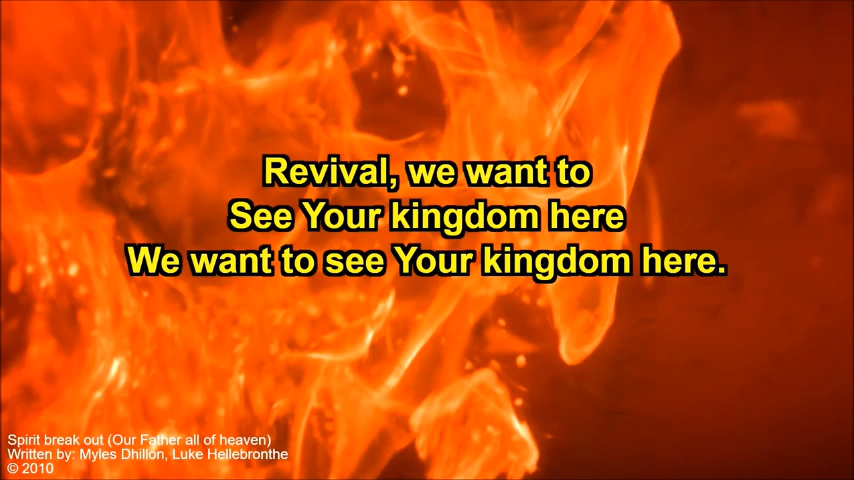 Revival, we want to
See Your kingdom here
We want to see Your kingdom here.
Spirit break out (Our Father all of heaven)
Written by: Myles Dhillon, Luke Hellebronthe
© 2010